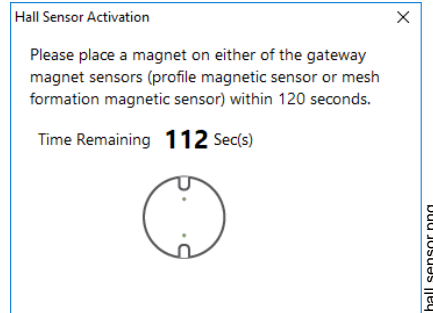 Hall Sensor Activation
Please place a magnet on either of the gateway
magnet sensors (profile magnetic sensor or mesh
formation magnetic sensor) within 120 seconds.
Time Remaining 112 Sec(s)
hall sensor.png